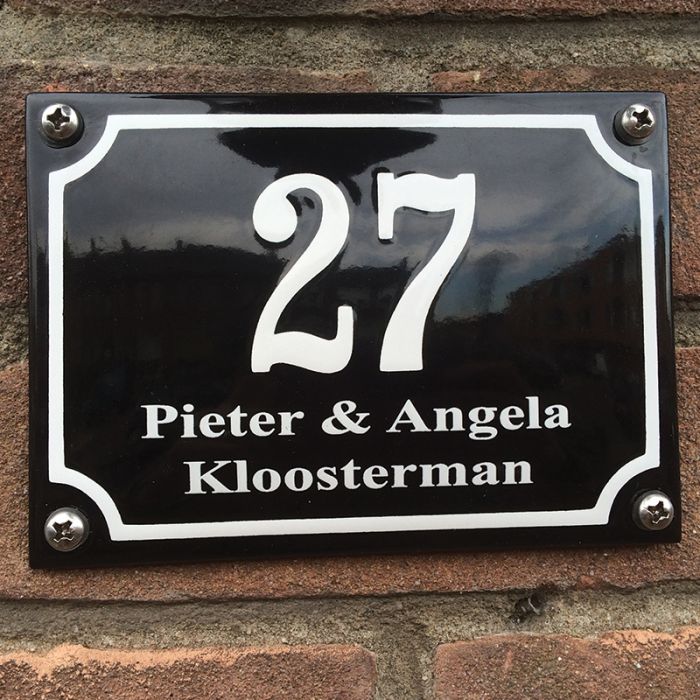 27
Pieter & Angela
Kloosterman